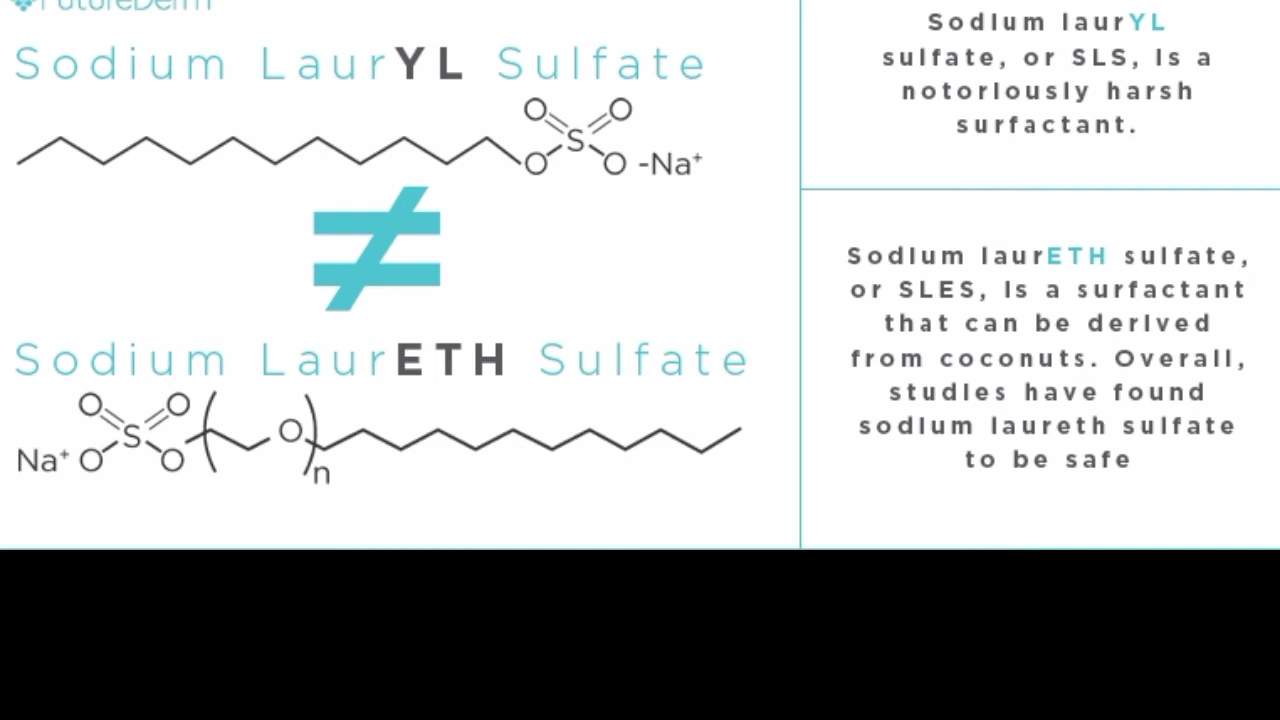 FutureDerm
Sodium LaurYL Sulfate
O O
S
O O -Na⁺
≠
Sodium LaurETH Sulfate
O O
S O
Na⁺ O O
n
SodIum laurYL
sulfate, or SLS, Is a
notorIously harsh
surfactant.
SodIum laurETH sulfate,
or SLES, Is a surfactant
that can be derIved
from coconuts. Overall,
studIes have found
sodIum laureth sulfate
to be safe